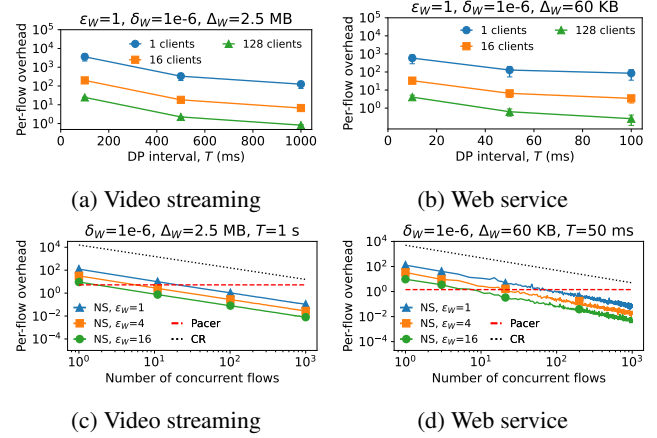 ε_W=1, δ_W=1e-6, Δ_W=2.5 MB
Per-flow overhead
10^5
10^4
10^3
10^2
10^1
10^0
1 clients
16 clients
128 clients
0 200 400 600 800 1000
DP interval, T (ms)
(a) Video streaming
ε_W=1, δ_W=1e-6, Δ_W=60 KB
Per-flow overhead
10^5
10^4
10^3
10^2
10^1
10^0
1 clients
16 clients
128 clients
20 40 60 80 100
DP interval, T (ms)
(b) Web service
δ_W=1e-6, Δ_W=2.5 MB, T=1 s
Per-flow overhead
10^4
10^2
10^0
10^−2
10^−4
NS, ε_W=1
NS, ε_W=4
NS, ε_W=16
Pacer
CR
10^0 10^1 10^2 10^3
Number of concurrent flows
(c) Video streaming
δ_W=1e-6, Δ_W=60 KB, T=50 ms
Per-flow overhead
10^4
10^2
10^0
10^−2
10^−4
NS, ε_W=1
NS, ε_W=4
NS, ε_W=16
Pacer
CR
10^0 10^1 10^2 10^3
Number of concurrent flows
(d) Web service